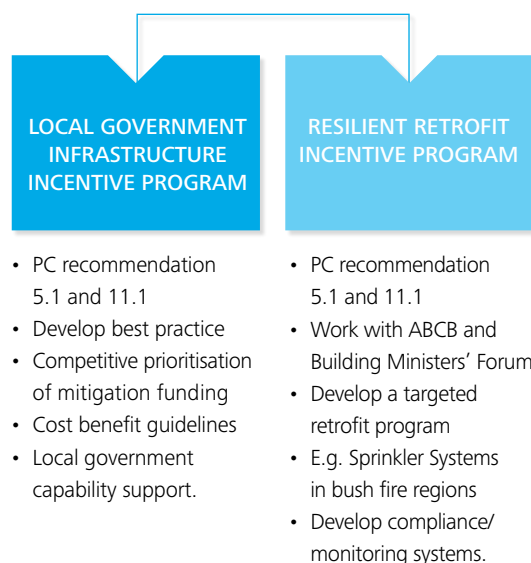 LOCAL GOVERNMENT
INFRASTRUCTURE
INCENTIVE PROGRAM
• PC recommendation
5.1 and 11.1
• Develop best practice
• Competitive prioritisation
of mitigation funding
• Cost benefit guidelines
• Local government
capability support.
RESILIENT RETROFIT
INCENTIVE PROGRAM
• PC recommendation
5.1 and 11.1
• Work with ABCB and
Building Ministers’ Forum
• Develop a targeted
retrofit program
• E.g. Sprinkler Systems
in bush fire regions
• Develop compliance/
monitoring systems.